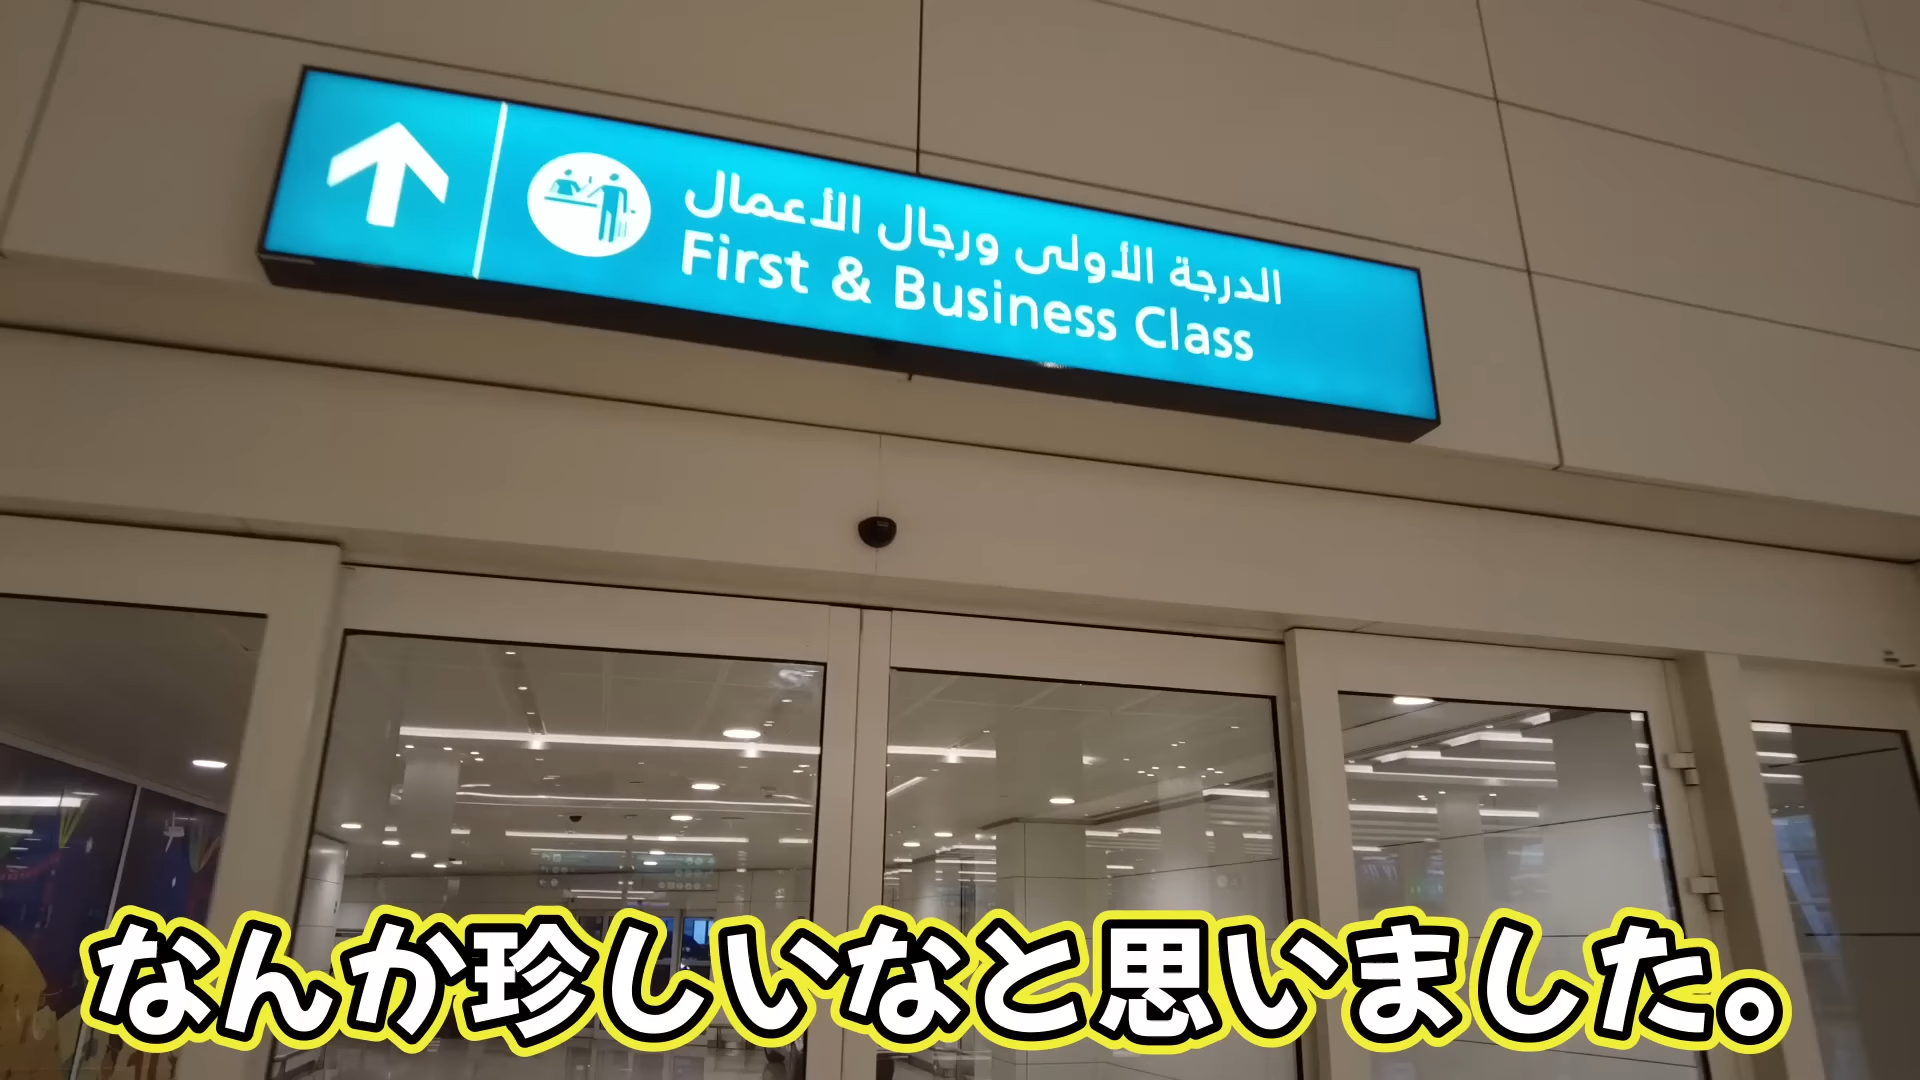 الدرجة الأولى ورجال الأعمال
First & Business Class
なんか珍しいなと思いました。